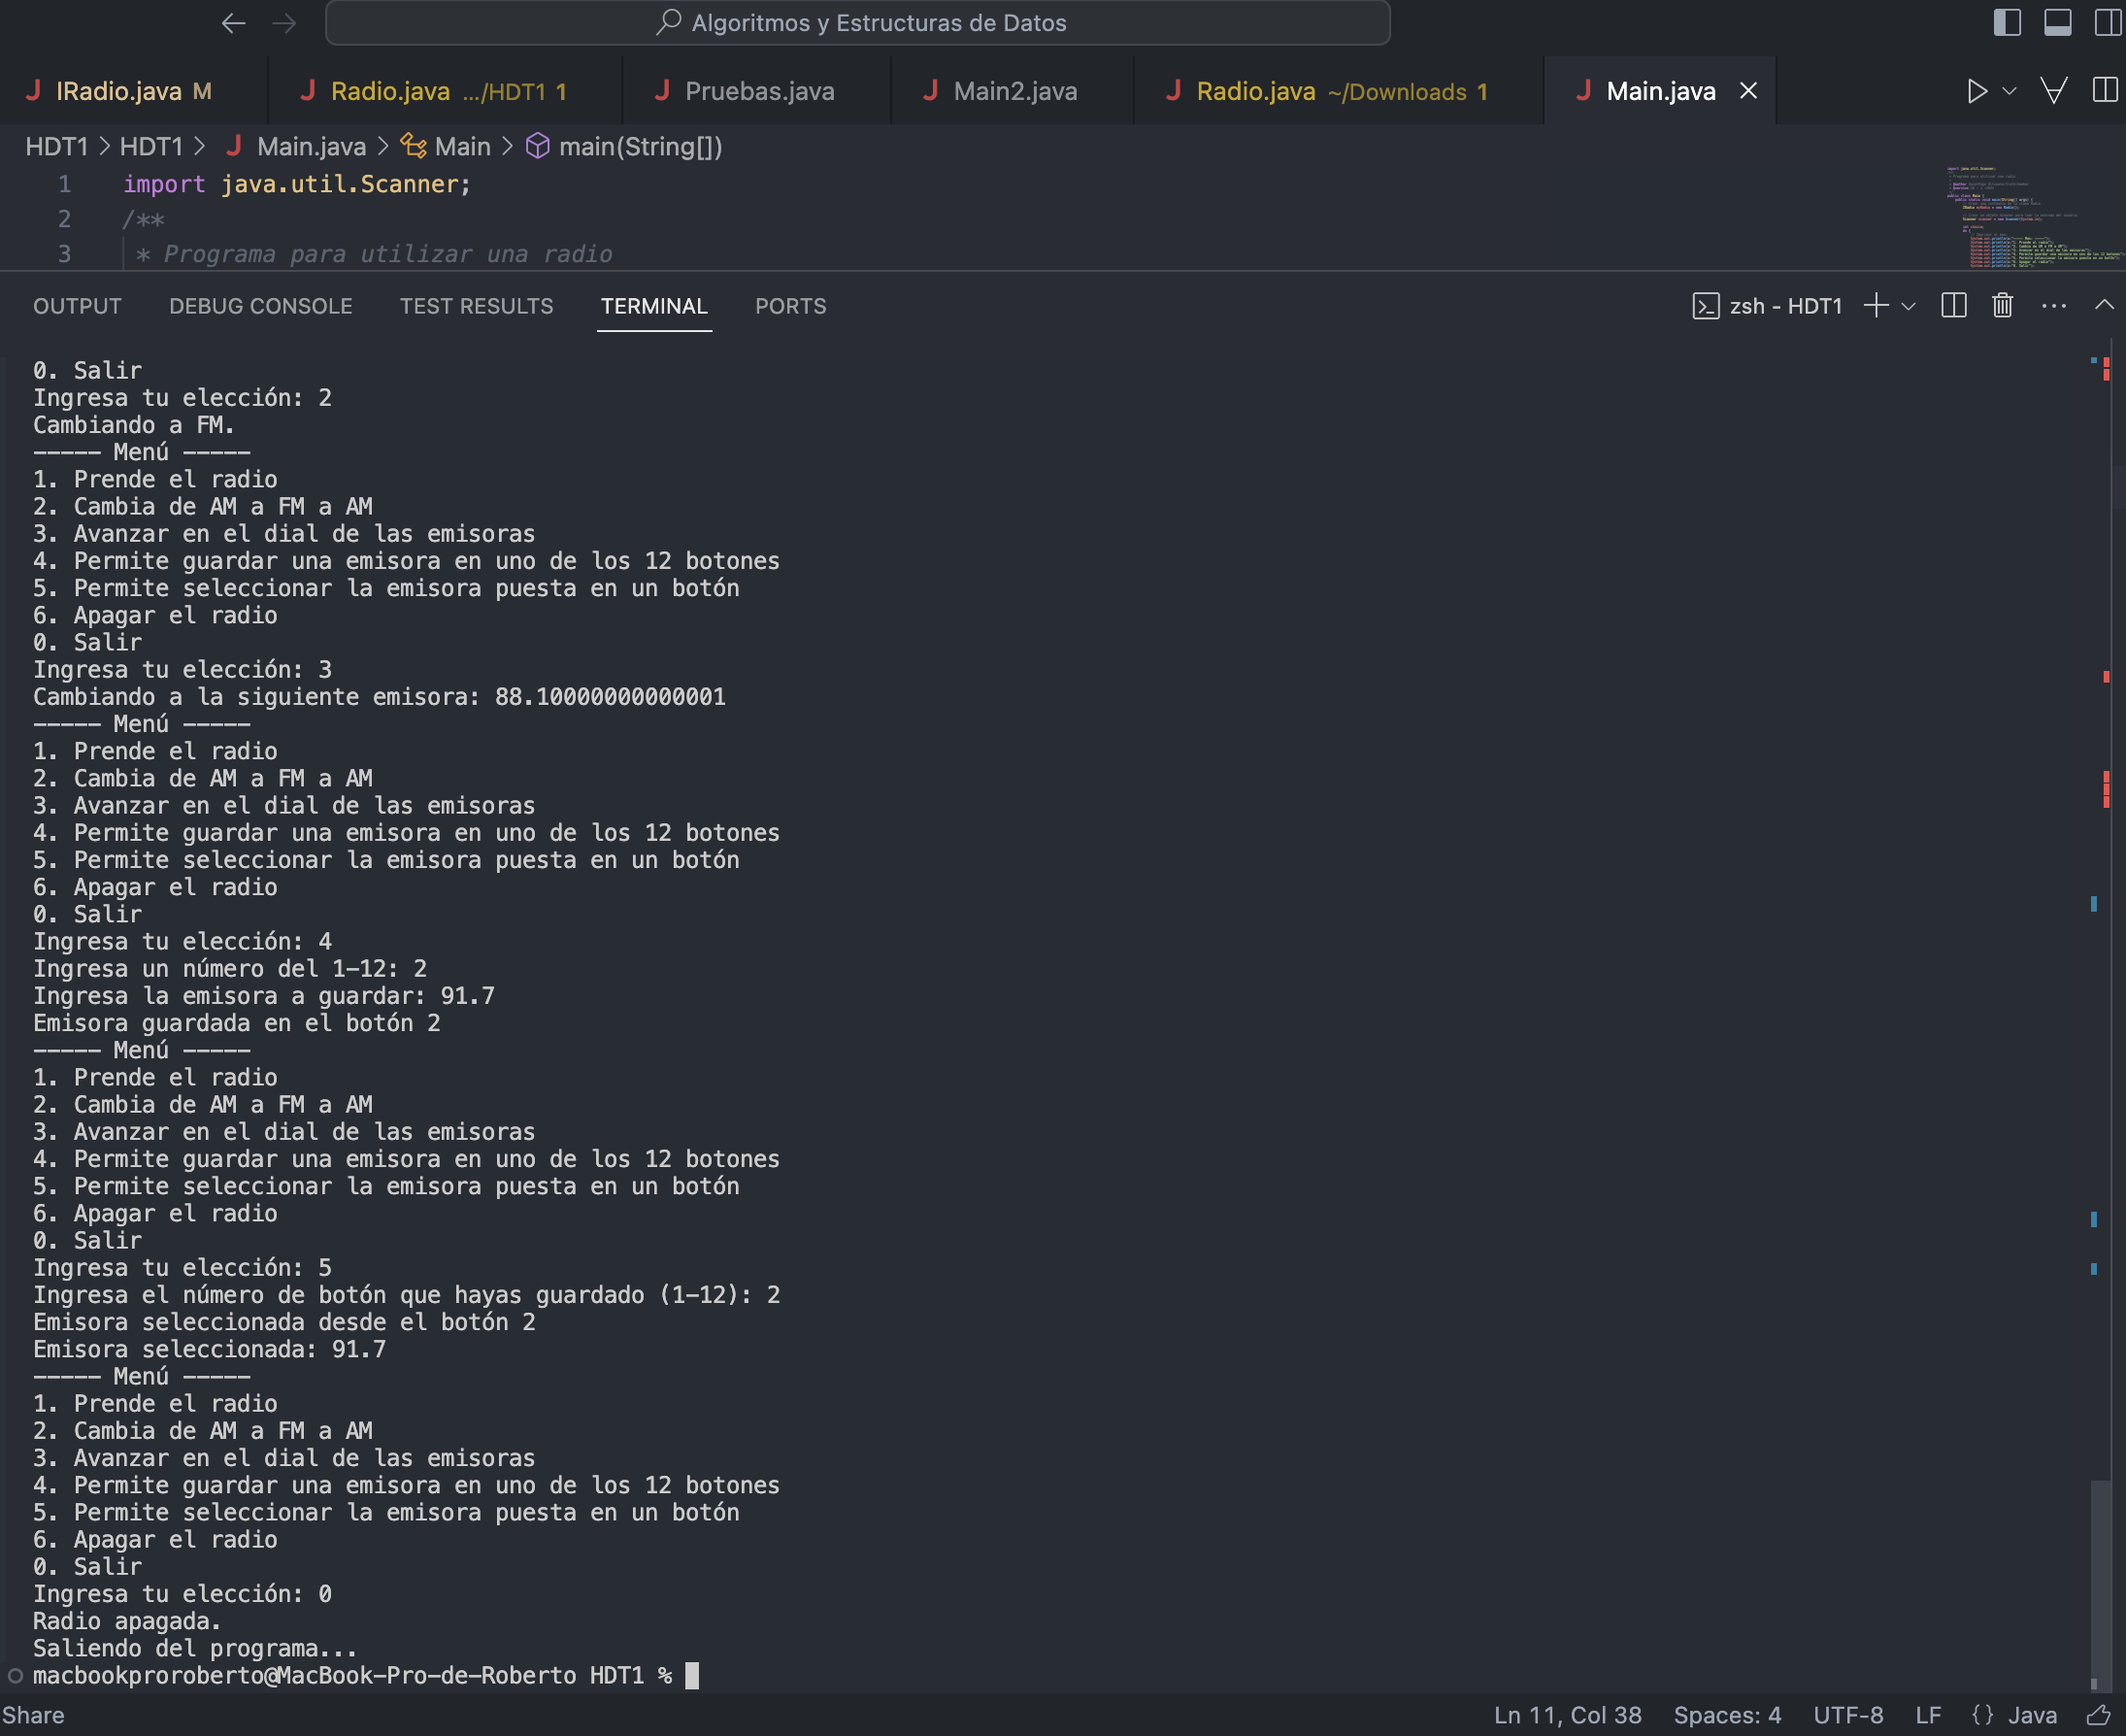 Algoritmos y Estructuras de Datos
IRadio.java M
Radio.java .../HDT1 1
Pruebas.java
Main2.java
Radio.java ~/Downloads 1
Main.java
HDT1 > HDT1 > Main.java > Main > main(String[])
1 import java.util.Scanner;
2 /**
3 * Programa para utilizar una radio
OUTPUT DEBUG CONSOLE TEST RESULTS TERMINAL PORTS
zsh - HDT1
0. Salir
Ingresa tu elección: 2
Cambiando a FM.
----- Menú -----
1. Prende el radio
2. Cambia de AM a FM a AM
3. Avanzar en el dial de las emisoras
4. Permite guardar una emisora en uno de los 12 botones
5. Permite seleccionar la emisora puesta en un botón
6. Apagar el radio
0. Salir
Ingresa tu elección: 3
Cambiando a la siguiente emisora: 88.10000000000001
----- Menú -----
1. Prende el radio
2. Cambia de AM a FM a AM
3. Avanzar en el dial de las emisoras
4. Permite guardar una emisora en uno de los 12 botones
5. Permite seleccionar la emisora puesta en un botón
6. Apagar el radio
0. Salir
Ingresa tu elección: 4
Ingresa un número del 1-12: 2
Ingresa la emisora a guardar: 91.7
Emisora guardada en el botón 2
----- Menú -----
1. Prende el radio
2. Cambia de AM a FM a AM
3. Avanzar en el dial de las emisoras
4. Permite guardar una emisora en uno de los 12 botones
5. Permite seleccionar la emisora puesta en un botón
6. Apagar el radio
0. Salir
Ingresa tu elección: 5
Ingresa el número de botón que hayas guardado (1-12): 2
Emisora seleccionada desde el botón 2
Emisora seleccionada: 91.7
----- Menú -----
1. Prende el radio
2. Cambia de AM a FM a AM
3. Avanzar en el dial de las emisoras
4. Permite guardar una emisora en uno de los 12 botones
5. Permite seleccionar la emisora puesta en un botón
6. Apagar el radio
0. Salir
Ingresa tu elección: 0
Radio apagada.
Saliendo del programa...
macbookproroberto@MacBook-Pro-de-Roberto HDT1 %
Share
Ln 11, Col 38 Spaces: 4 UTF-8 LF {} Java